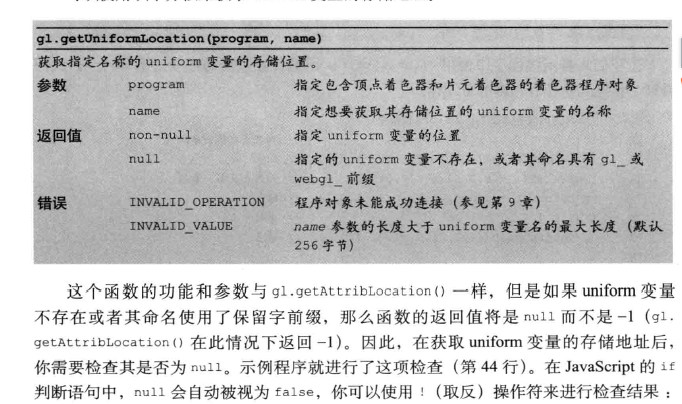 gl.getUniformLocation(program, name)
获取指定名称的 uniform 变量的存储位置。
参数 program 指定包含顶点着色器和片元着色器的着色器程序对象
name 指定想要获取其存储位置的 uniform 变量的名称
返回值 non-null 指定 uniform 变量的位置
null 指定的 uniform 变量不存在，或者其命名具有 gl_ 或
webgl_ 前缀
错误 INVALID_OPERATION 程序对象未能成功连接（参见第 9 章）
INVALID_VALUE name 参数的长度大于 uniform 变量名的最大长度（默认
256 字节）
这个函数的功能和参数与 gl.getAttribLocation() 一样，但是如果 uniform 变量
不存在或者其命名使用了保留字前缀，那么函数的返回值将是 null 而不是 −1（gl.
getAttribLocation() 在此情况下返回 −1）。因此，在获取 uniform 变量的存储地址后，
你需要检查其是否为 null。示例程序就进行了这项检查（第 44 行）。在 JavaScript 的 if
判断语句中，null 会自动被视为 false，你可以使用 !（取反）操作符来进行检查结果：